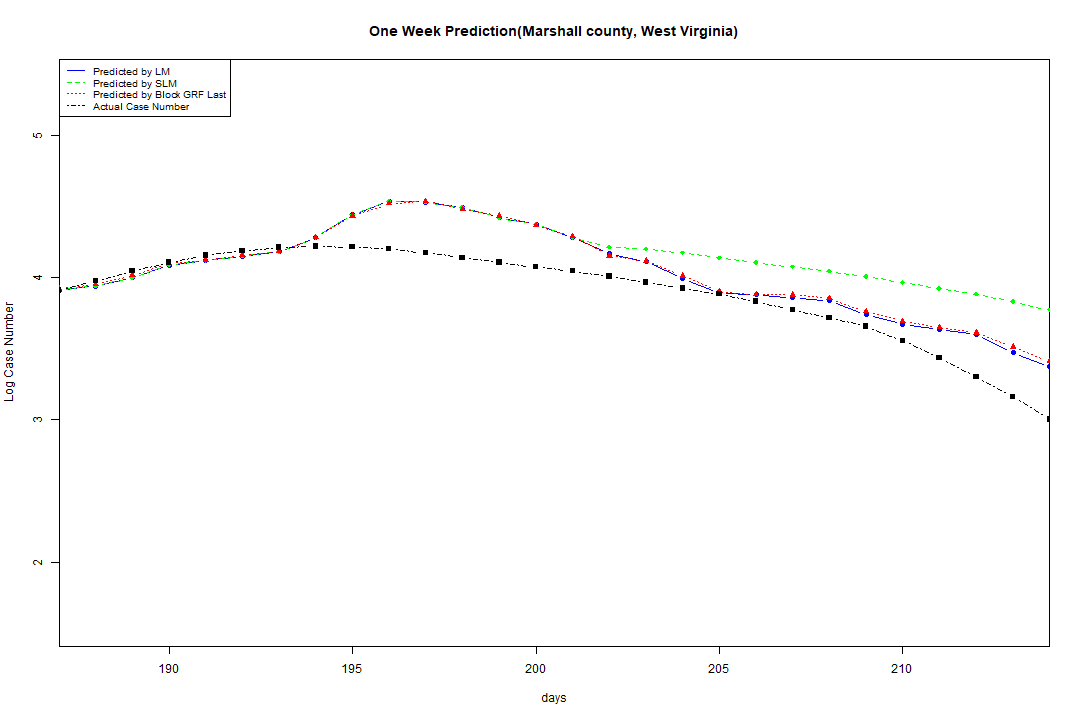 One Week Prediction(Marshall county, West Virginia)
Predicted by LM
Predicted by SLM
Predicted by Block GRF Last
Actual Case Number
5
4
3
2
Log Case Number
190 195 200 205 210
days